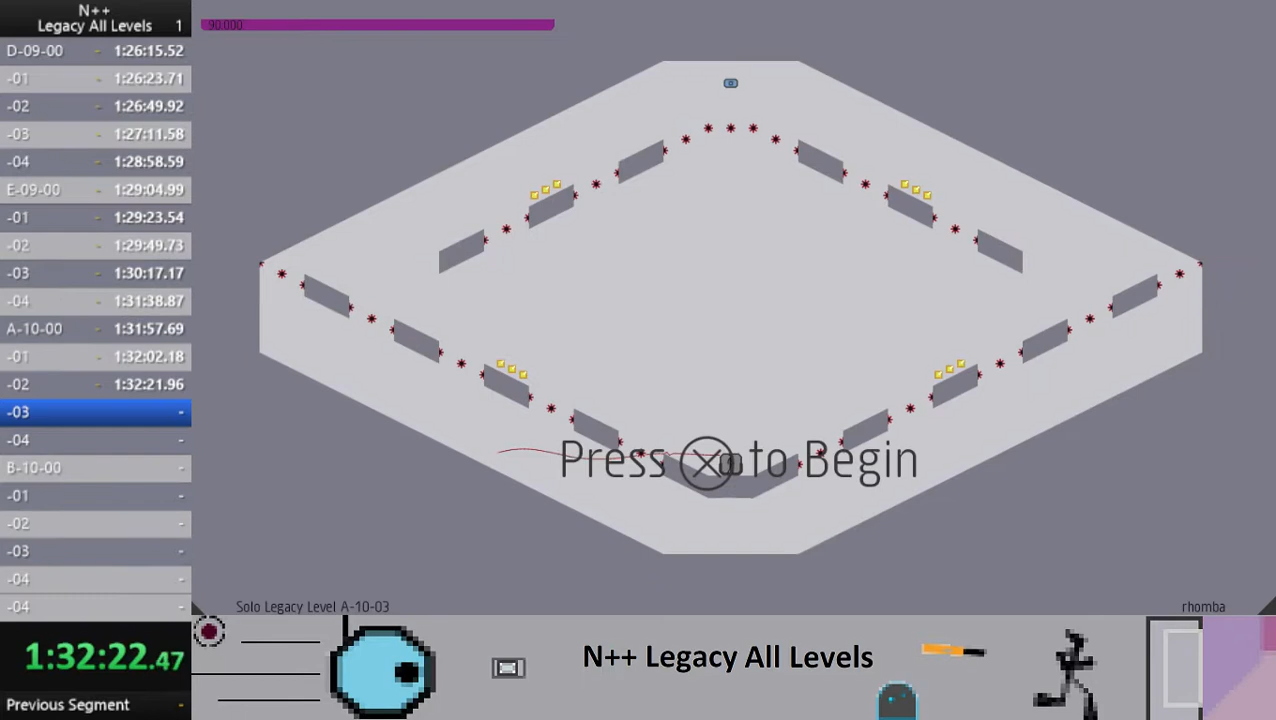 N++
Legacy All Levels 1
D-09-00 - 1:26:15.52
-01 - 1:26:23.71
-02 - 1:26:49.92
-03 - 1:27:11.58
-04 - 1:28:58.59
E-09-00 - 1:29:04.99
-01 - 1:29:23.54
-02 - 1:29:49.73
-03 - 1:30:17.17
-04 - 1:31:38.87
A-10-00 - 1:31:57.69
-01 - 1:32:02.18
-02 - 1:32:21.96
-03 -
-04 -
B-10-00 -
-01 -
-02 -
-03 -
-04 -
-04 -
1:32:22.47
Previous Segment -
90.000
Press X to Begin
Solo Legacy Level A-10-03
rhomba
N++ Legacy All Levels